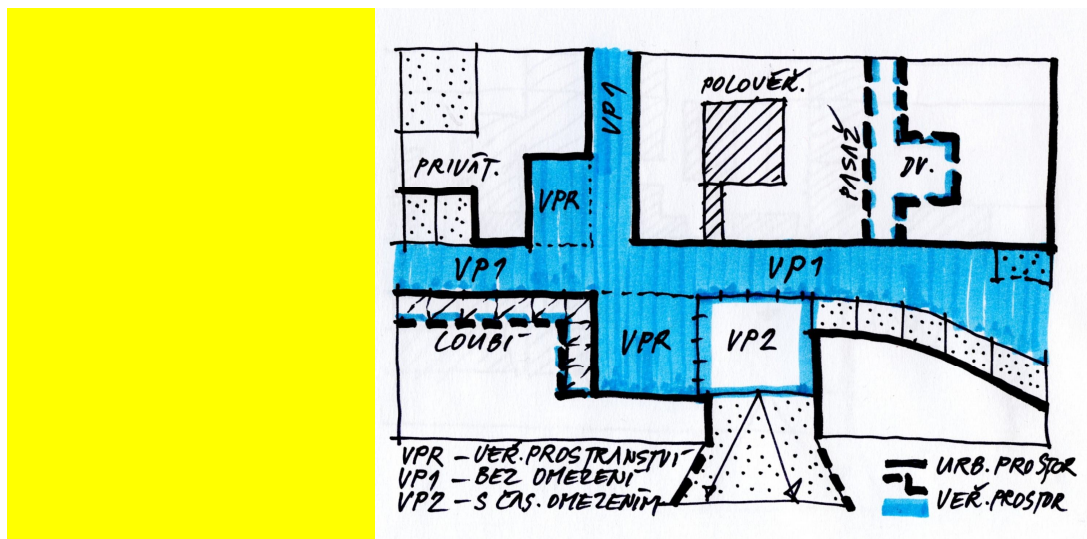 VP1
POLOVEŘ.
PASÁŽ
DV.
PRIVÁT.
VPR
VP1
VP1
LOUBÍ
VPR
VP2
VPR – VEŘ. PROSTRANSTVÍ
VP1 – BEZ OMEZENÍ
VP2 – S ČAS. OMEZENÍM
URB. PROSTOR
VEŘ. PROSTOR